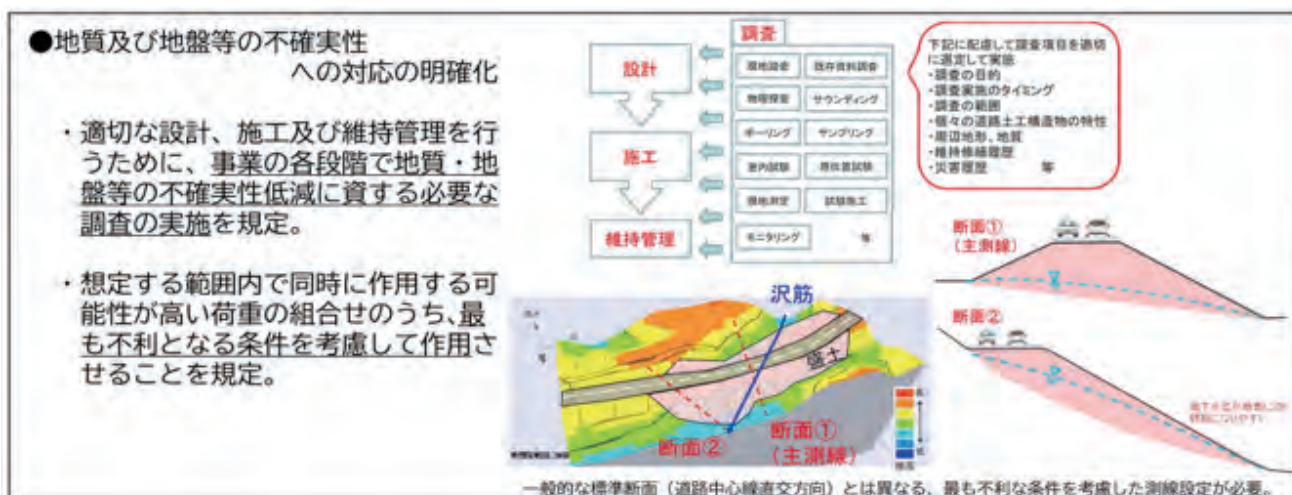 ●地質及び地盤等の不確実性
への対応の明確化
・適切な設計、施工及び維持管理を行
うために、事業の各段階で地質・地
盤等の不確実性低減に資する必要な
調査の実施を規定。
・想定する範囲内で同時に作用する可
能性が高い荷重の組合せのうち、最
も不利となる条件を考慮して作用さ
せることを規定。
調査
設計
施工
維持管理
現地踏査
既存資料調査
物理探査
サウンディング
ボーリング
サンプリング
室内試験
原位置試験
現地測定
試験施工
モニタリング
等
下記に配慮して調査項目を適切
に選定して実施
・調査の目的
・調査実施のタイミング
・調査の範囲
・個々の道路土工構造物の特性
・周辺地形、地質
・維持修繕履歴
・災害履歴 等
沢筋
盛土
断面②
断面①
(主測線)
高
低
標高
断面①
(主測線)
断面②
一般的な標準断面（道路中心線直交方向）とは異なる、最も不利な条件を考慮した測線設定が必要。